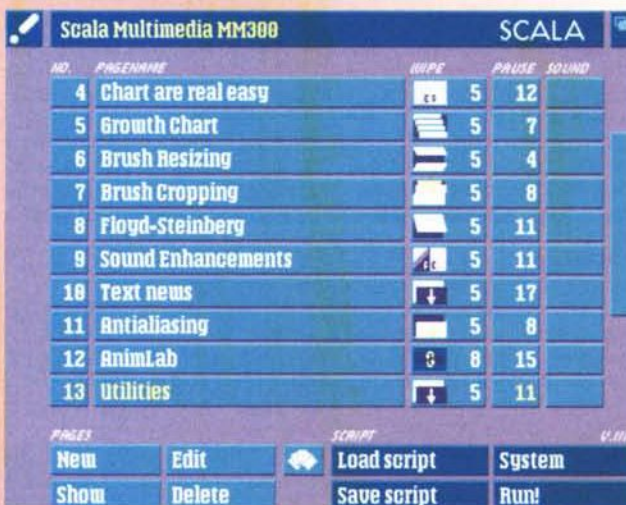 Scala Multimedia MM300 SCALA
NO. PAGENAME WIPE PAUSE SOUND
4 Chart are real easy 5 12
5 Growth Chart 5 7
6 Brush Resizing 5 4
7 Brush Cropping 5 8
8 Floyd-Steinberg 5 11
9 Sound Enhancements 5 11
10 Text news 5 17
11 Antialiasing 5 8
12 AnimLab 8 15
13 Utilities 5 11
PAGES SCRIPT
New Edit Load script System
Show Delete Save script Run!